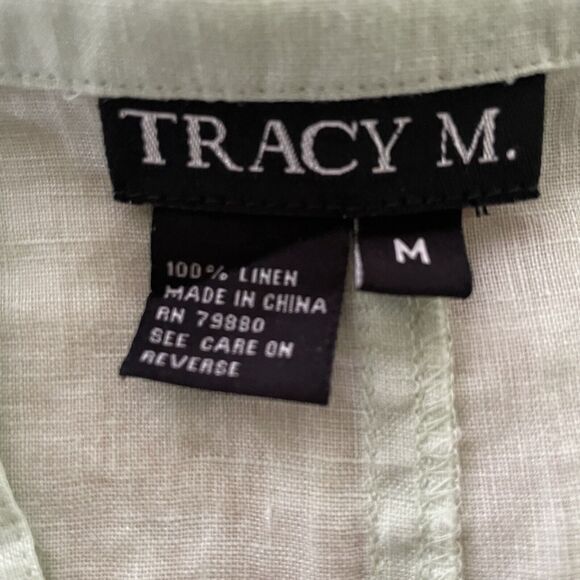 TRACY M.
M
100% LINEN
MADE IN CHINA
RN 79880
SEE CARE ON
REVERSE